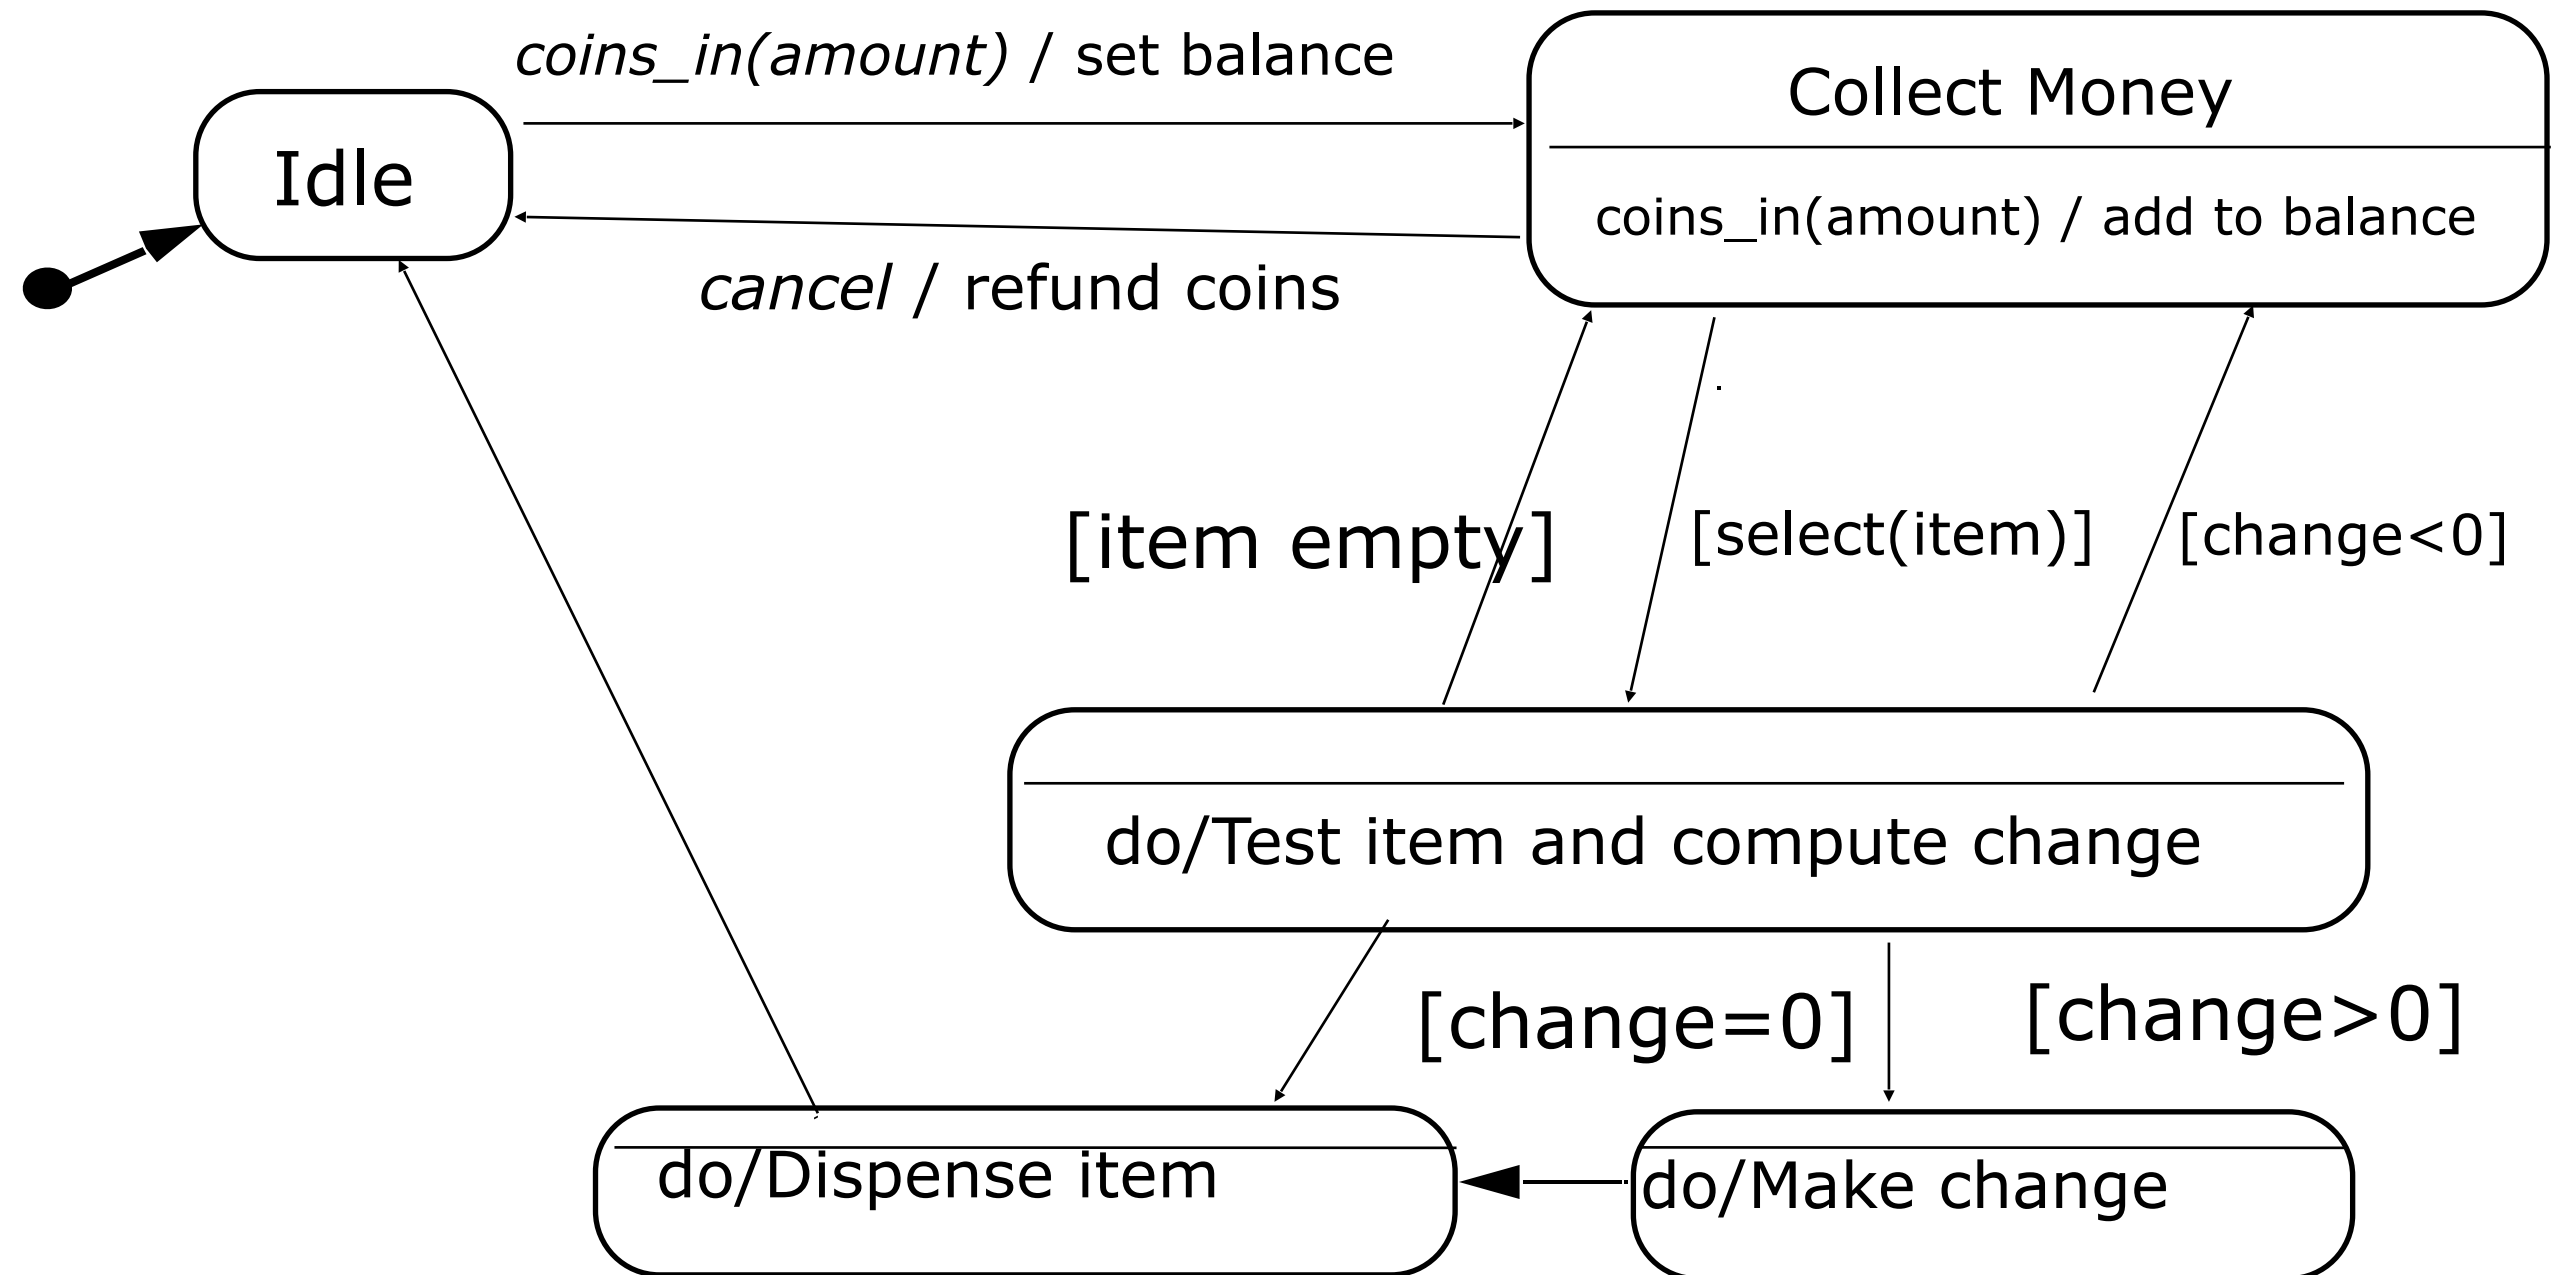 coins_in(amount) / set balance
Collect Money
Idle
coins_in(amount) / add to balance
cancel / refund coins
[item empty]
[select(item)]
[change<0]
do/Test item and compute change
[change=0]
[change>0]
do/Dispense item
do/Make change